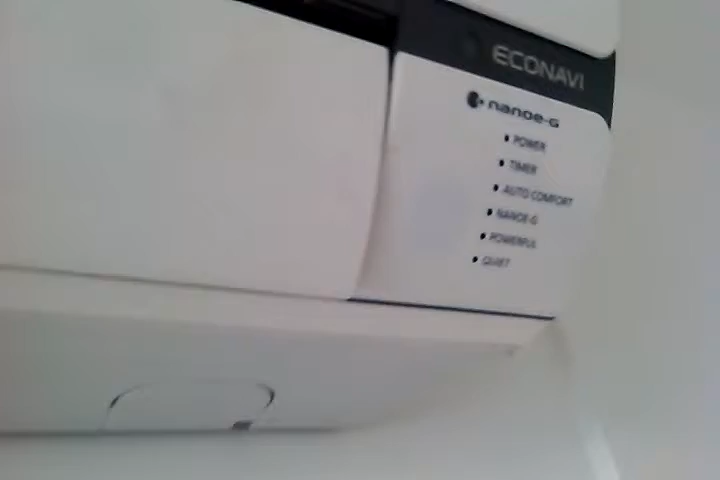 ECONAVI
nanoe-G
POWER
TIMER
AUTO COMFORT
NANOE-G
POWERFUL
QUIET